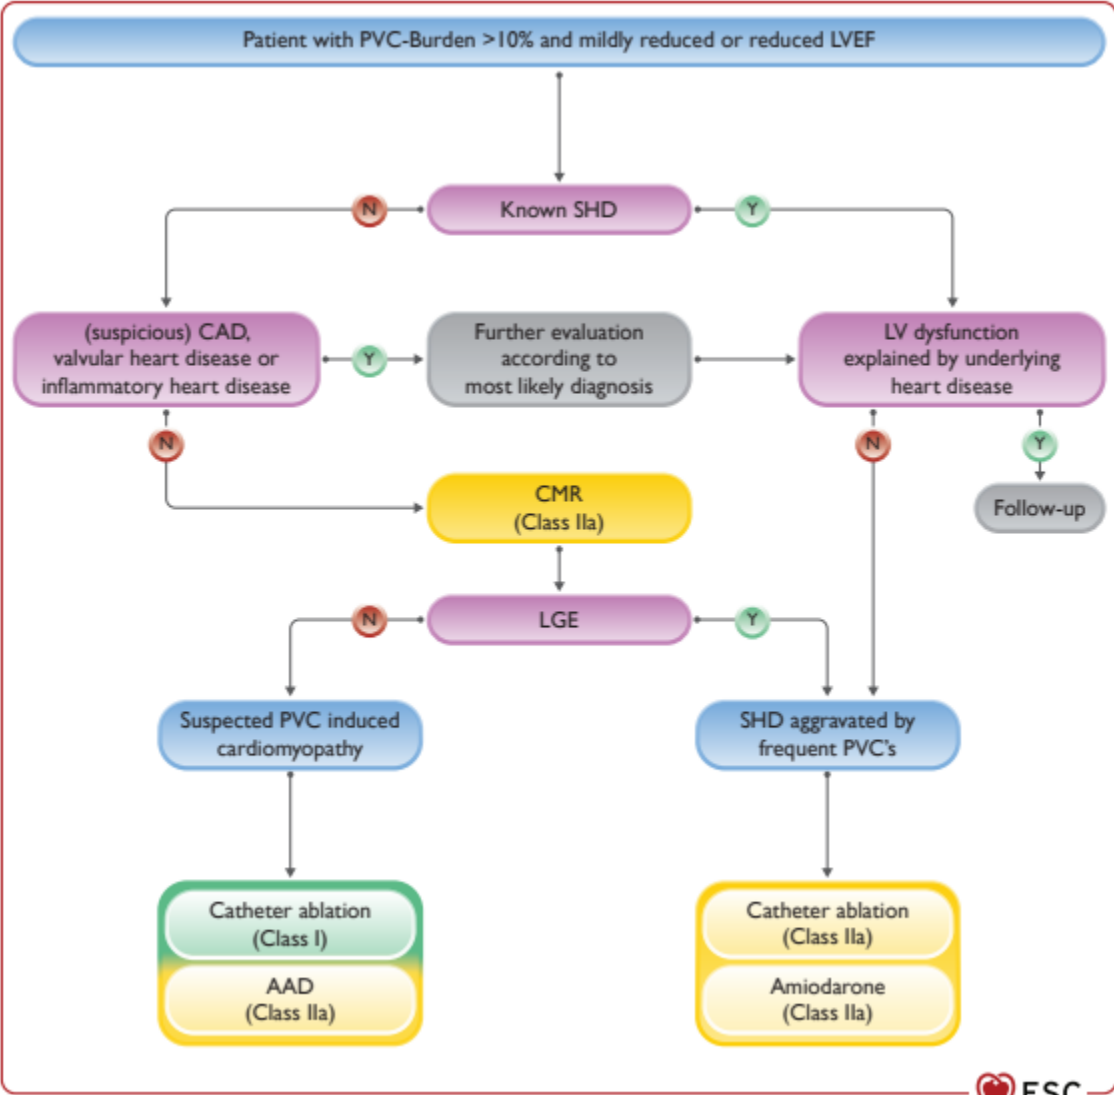 Patient with PVC-Burden >10% and mildly reduced or reduced LVEF
N
Known SHD
Y
(suspicious) CAD,
valvular heart disease or
inflammatory heart disease
Y
Further evaluation
according to
most likely diagnosis
LV dysfunction
explained by underlying
heart disease
N
N
Y
CMR
(Class IIa)
Follow-up
N
LGE
Y
Suspected PVC induced
cardiomyopathy
SHD aggravated by
frequent PVC's
Catheter ablation
(Class I)
AAD
(Class IIa)
Catheter ablation
(Class IIa)
Amiodarone
(Class IIa)
ESC